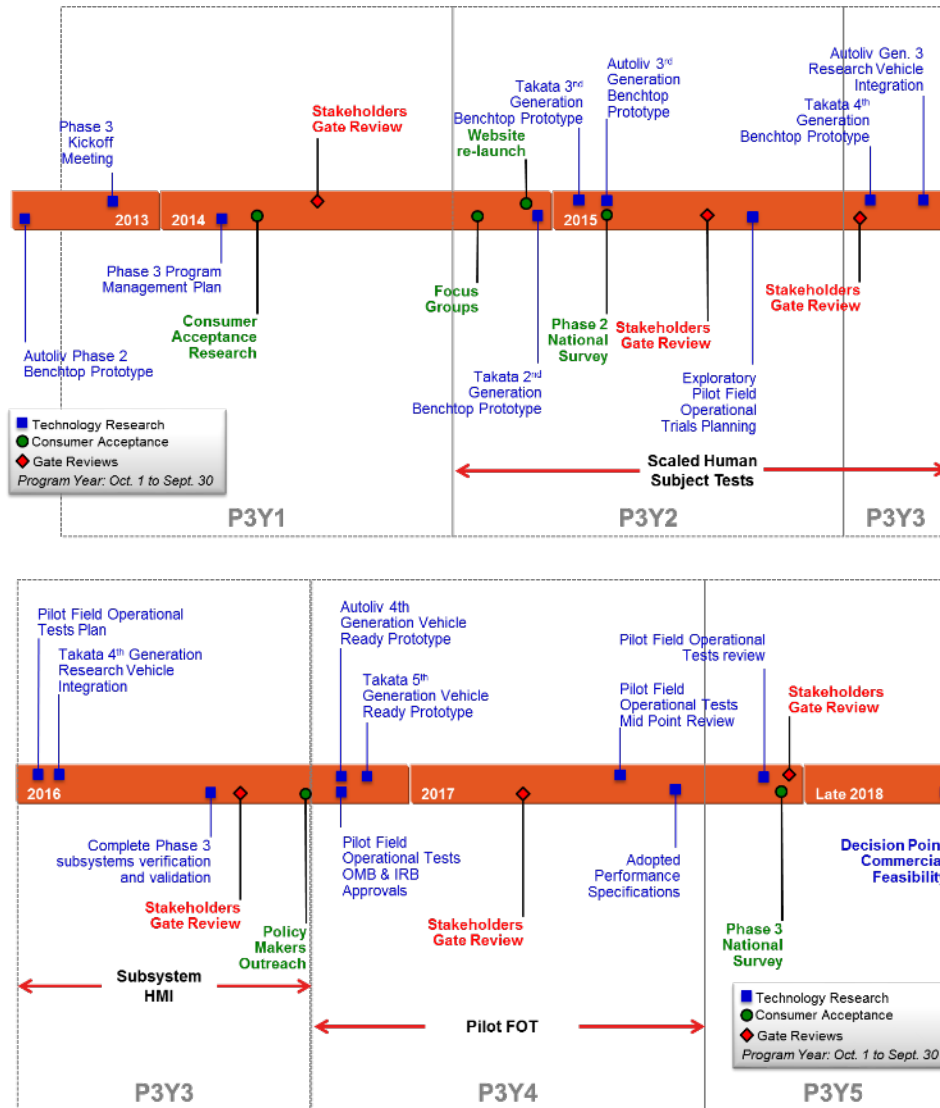 Phase 3
Kickoff
Meeting
Stakeholders
Gate Review
Takata 3nd
Generation
Benchtop Prototype
Website
re-launch
Autoliv 3rd
Generation
Benchtop
Prototype
Autoliv Gen. 3
Research Vehicle
Integration
Takata 4th
Generation
Benchtop Prototype
2013
2014
2015
Autoliv Phase 2
Benchtop Prototype
Phase 3 Program
Management Plan
Consumer
Acceptance
Research
Focus
Groups
Takata 2nd
Generation
Benchtop Prototype
Phase 2
National
Survey
Stakeholders
Gate Review
Exploratory
Pilot Field
Operational
Trials Planning
Stakeholders
Gate Review
Technology Research
Consumer Acceptance
Gate Reviews
Program Year: Oct. 1 to Sept. 30
Scaled Human
Subject Tests
P3Y1
P3Y2
P3Y3
Pilot Field Operational
Tests Plan
Takata 4th Generation
Research Vehicle
Integration
Autoliv 4th
Generation Vehicle
Ready Prototype
Takata 5th
Generation Vehicle
Ready Prototype
Pilot Field Operational
Tests review
Pilot Field
Operational Tests
Mid Point Review
Stakeholders
Gate Review
2016
2017
Late 2018
Complete Phase 3
subsystems verification
and validation
Stakeholders
Gate Review
Policy
Makers
Outreach
Pilot Field
Operational Tests
OMB & IRB
Approvals
Stakeholders
Gate Review
Adopted
Performance
Specifications
Phase 3
National
Survey
Decision Point
Commercia
Feasibility
Subsystem
HMI
Pilot FOT
Technology Research
Consumer Acceptance
Gate Reviews
Program Year: Oct. 1 to Sept. 30
P3Y3
P3Y4
P3Y5